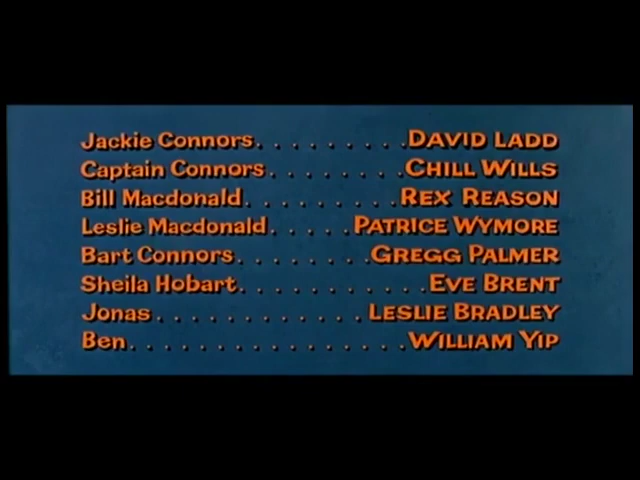 Jackie Connors. . . . . . . . .DAVID LADD
Captain Connors . . . . . . . .CHILL WILLS
Bill Macdonald. . . . . . . . . REX REASON
Leslie Macdonald . . . . . PATRICE WYMORE
Bart Connors . . . . . . . .GREGG PALMER
Sheila Hobart . . . . . . . . . . . EVE BRENT
Jonas . . . . . . . . . . . . LESLIE BRADLEY
Ben. . . . . . . . . . . . . . . . .WILLIAM YIP